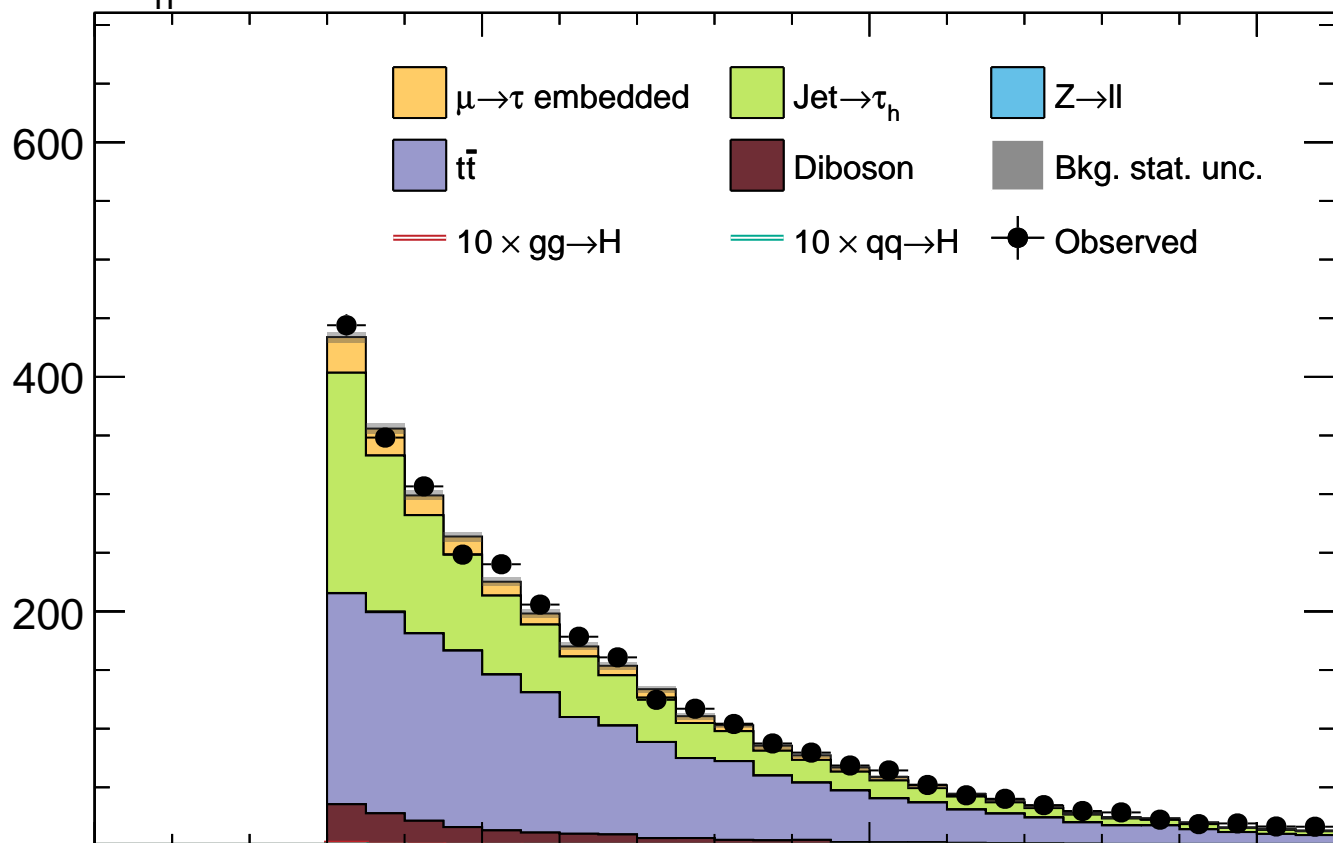 μ→τ embedded Jet→τh Z→ll
600
tt̄ Diboson Bkg. stat. unc.
10 × gg→H 10 × qq→H Observed
400
200